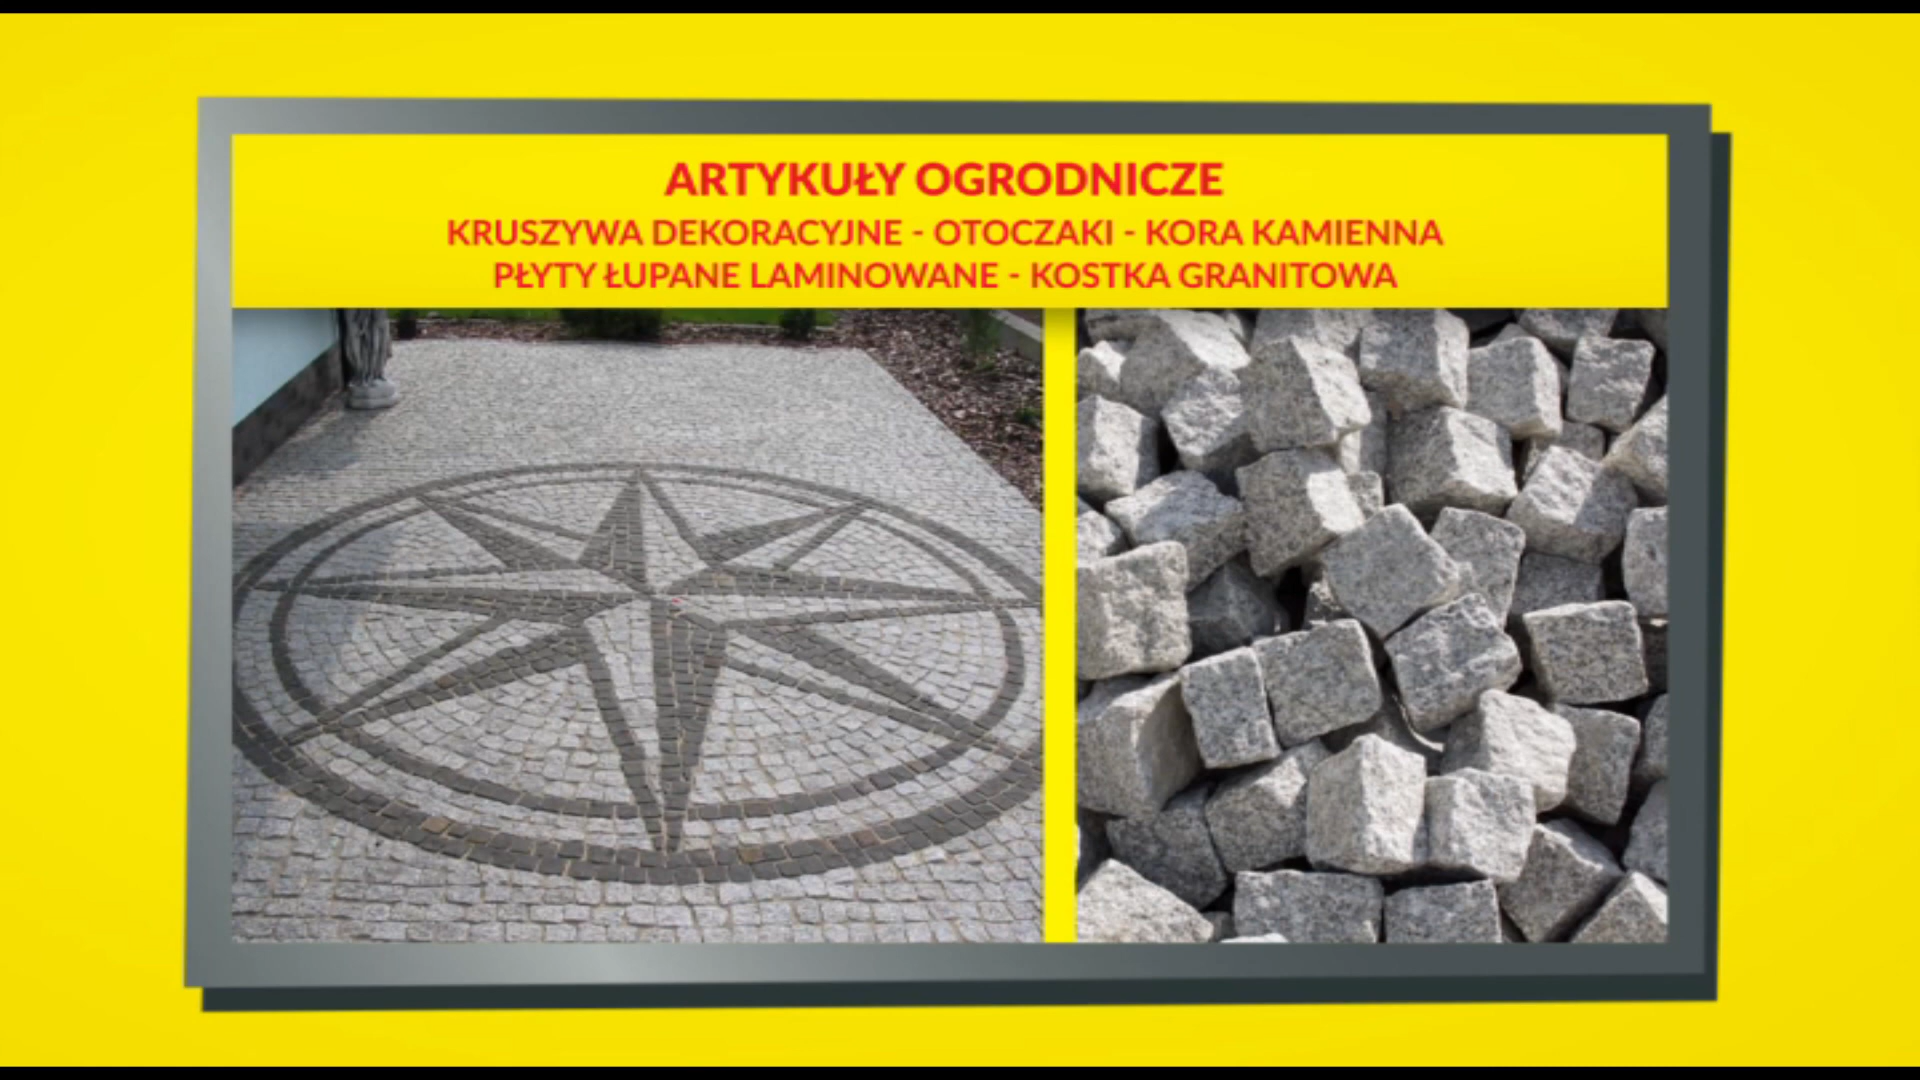 ARTYKUŁY OGRODNICZE
KRUSZYWA DEKORACYJNE - OTOCZAKI - KORA KAMIENNA
PŁYTY ŁUPANE LAMINOWANE - KOSTKA GRANITOWA